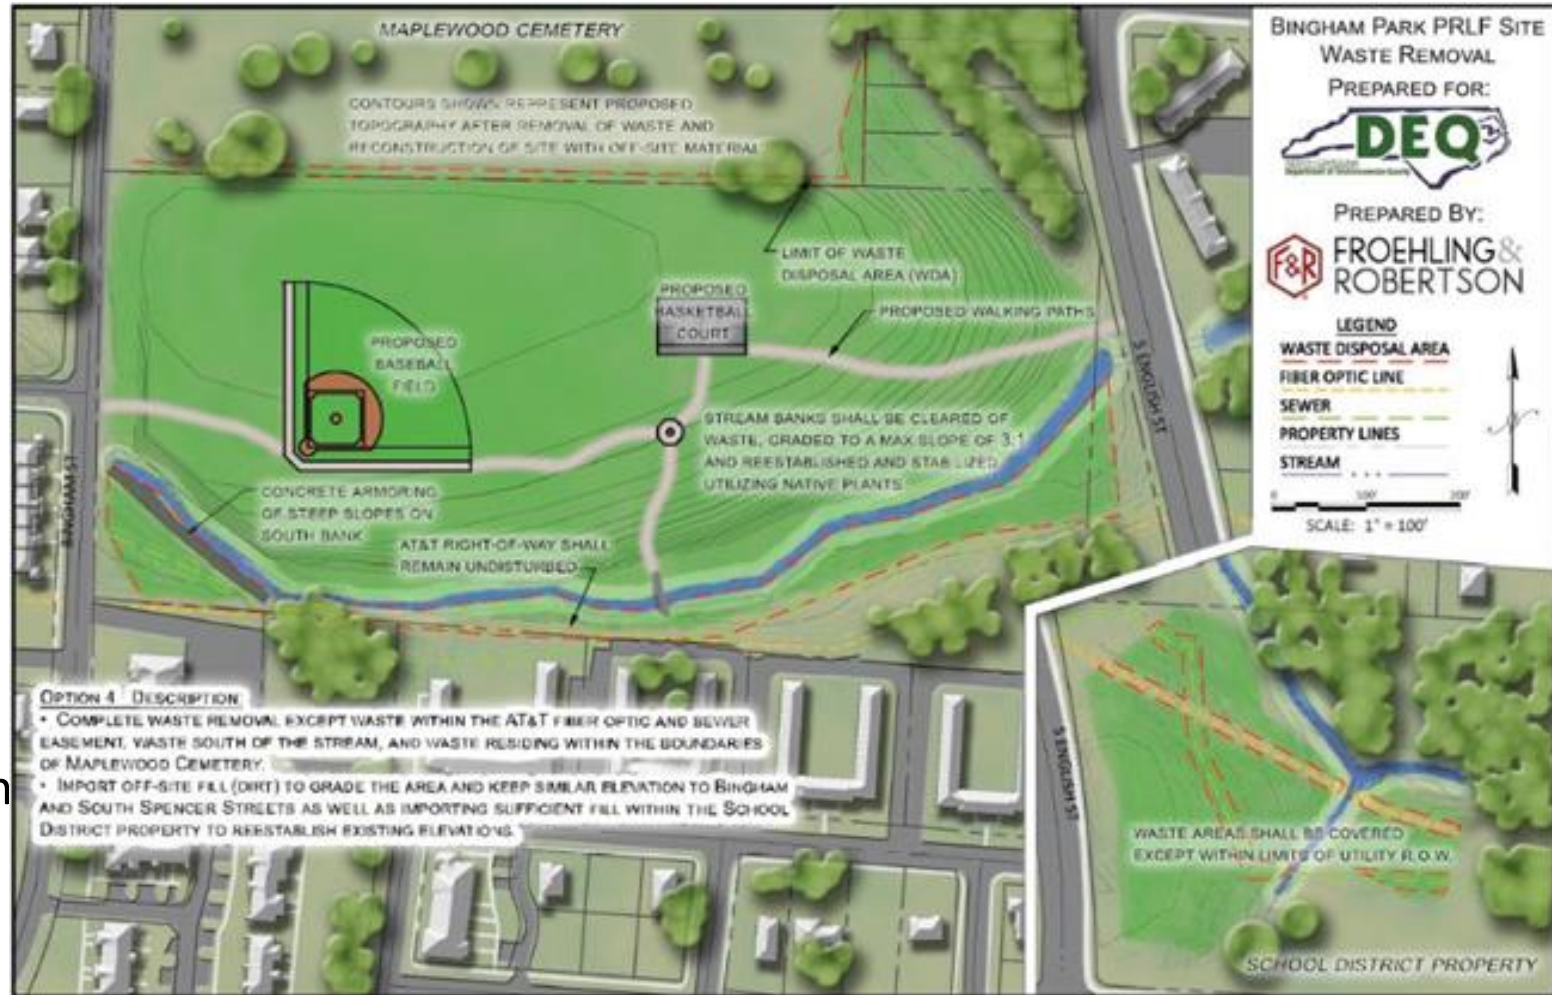 MAPLEWOOD CEMETERY
CONTOURS SHOWN REPRESENT PROPOSED
TOPOGRAPHY AFTER REMOVAL OF WASTE AND
RECONSTRUCTION OF SITE WITH OFF-SITE MATERIAL
LIMIT OF WASTE
DISPOSAL AREA (WDA)
PROPOSED
BASKETBALL
COURT
PROPOSED WALKING PATHS
PROPOSED
BASEBALL
FIELD
STREAM BANKS SHALL BE CLEARED OF
WASTE, GRADED TO A MAX SLOPE OF 3:1
AND REESTABLISHED AND STABILIZED
UTILIZING NATIVE PLANTS
CONCRETE ARMORING
OF STEEP SLOPES ON
SOUTH BANK
AT&T RIGHT-OF-WAY SHALL
REMAIN UNDISTURBED
BINGHAM ST
S ENGLISH ST
OPTION 4 DESCRIPTION
• COMPLETE WASTE REMOVAL EXCEPT WASTE WITHIN THE AT&T FIBER OPTIC AND SEWER
EASEMENT, WASTE SOUTH OF THE STREAM, AND WASTE RESIDING WITHIN THE BOUNDARIES
OF MAPLEWOOD CEMETERY.
• IMPORT OFF-SITE FILL (DIRT) TO GRADE THE AREA AND KEEP SIMILAR ELEVATION TO BINGHAM
AND SOUTH SPENCER STREETS AS WELL AS IMPORTING SUFFICIENT FILL WITHIN THE SCHOOL
DISTRICT PROPERTY TO REESTABLISH EXISTING ELEVATIONS.
BINGHAM PARK PRLF SITE
WASTE REMOVAL
PREPARED FOR:
DEQ
Department of Environmental Quality
PREPARED BY:
F&R
FROEHLING &
ROBERTSON
LEGEND
WASTE DISPOSAL AREA
FIBER OPTIC LINE
SEWER
PROPERTY LINES
STREAM
0 100' 200'
SCALE: 1" = 100'
N
S ENGLISH ST
WASTE AREAS SHALL BE COVERED
EXCEPT WITHIN LIMITS OF UTILITY R.O.W.
SCHOOL DISTRICT PROPERTY